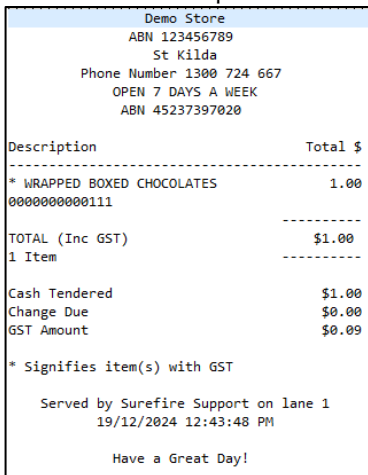 Demo Store
ABN 123456789
St Kilda
Phone Number 1300 724 667
OPEN 7 DAYS A WEEK
ABN 45237397020
Description Total $
--------------------------------------------
* WRAPPED BOXED CHOCOLATES 1.00
0000000000111
----------
TOTAL (Inc GST) $1.00
1 Item ----------
Cash Tendered $1.00
Change Due $0.00
GST Amount $0.09
* Signifies item(s) with GST
Served by Surefire Support on lane 1
19/12/2024 12:43:48 PM
Have a Great Day!